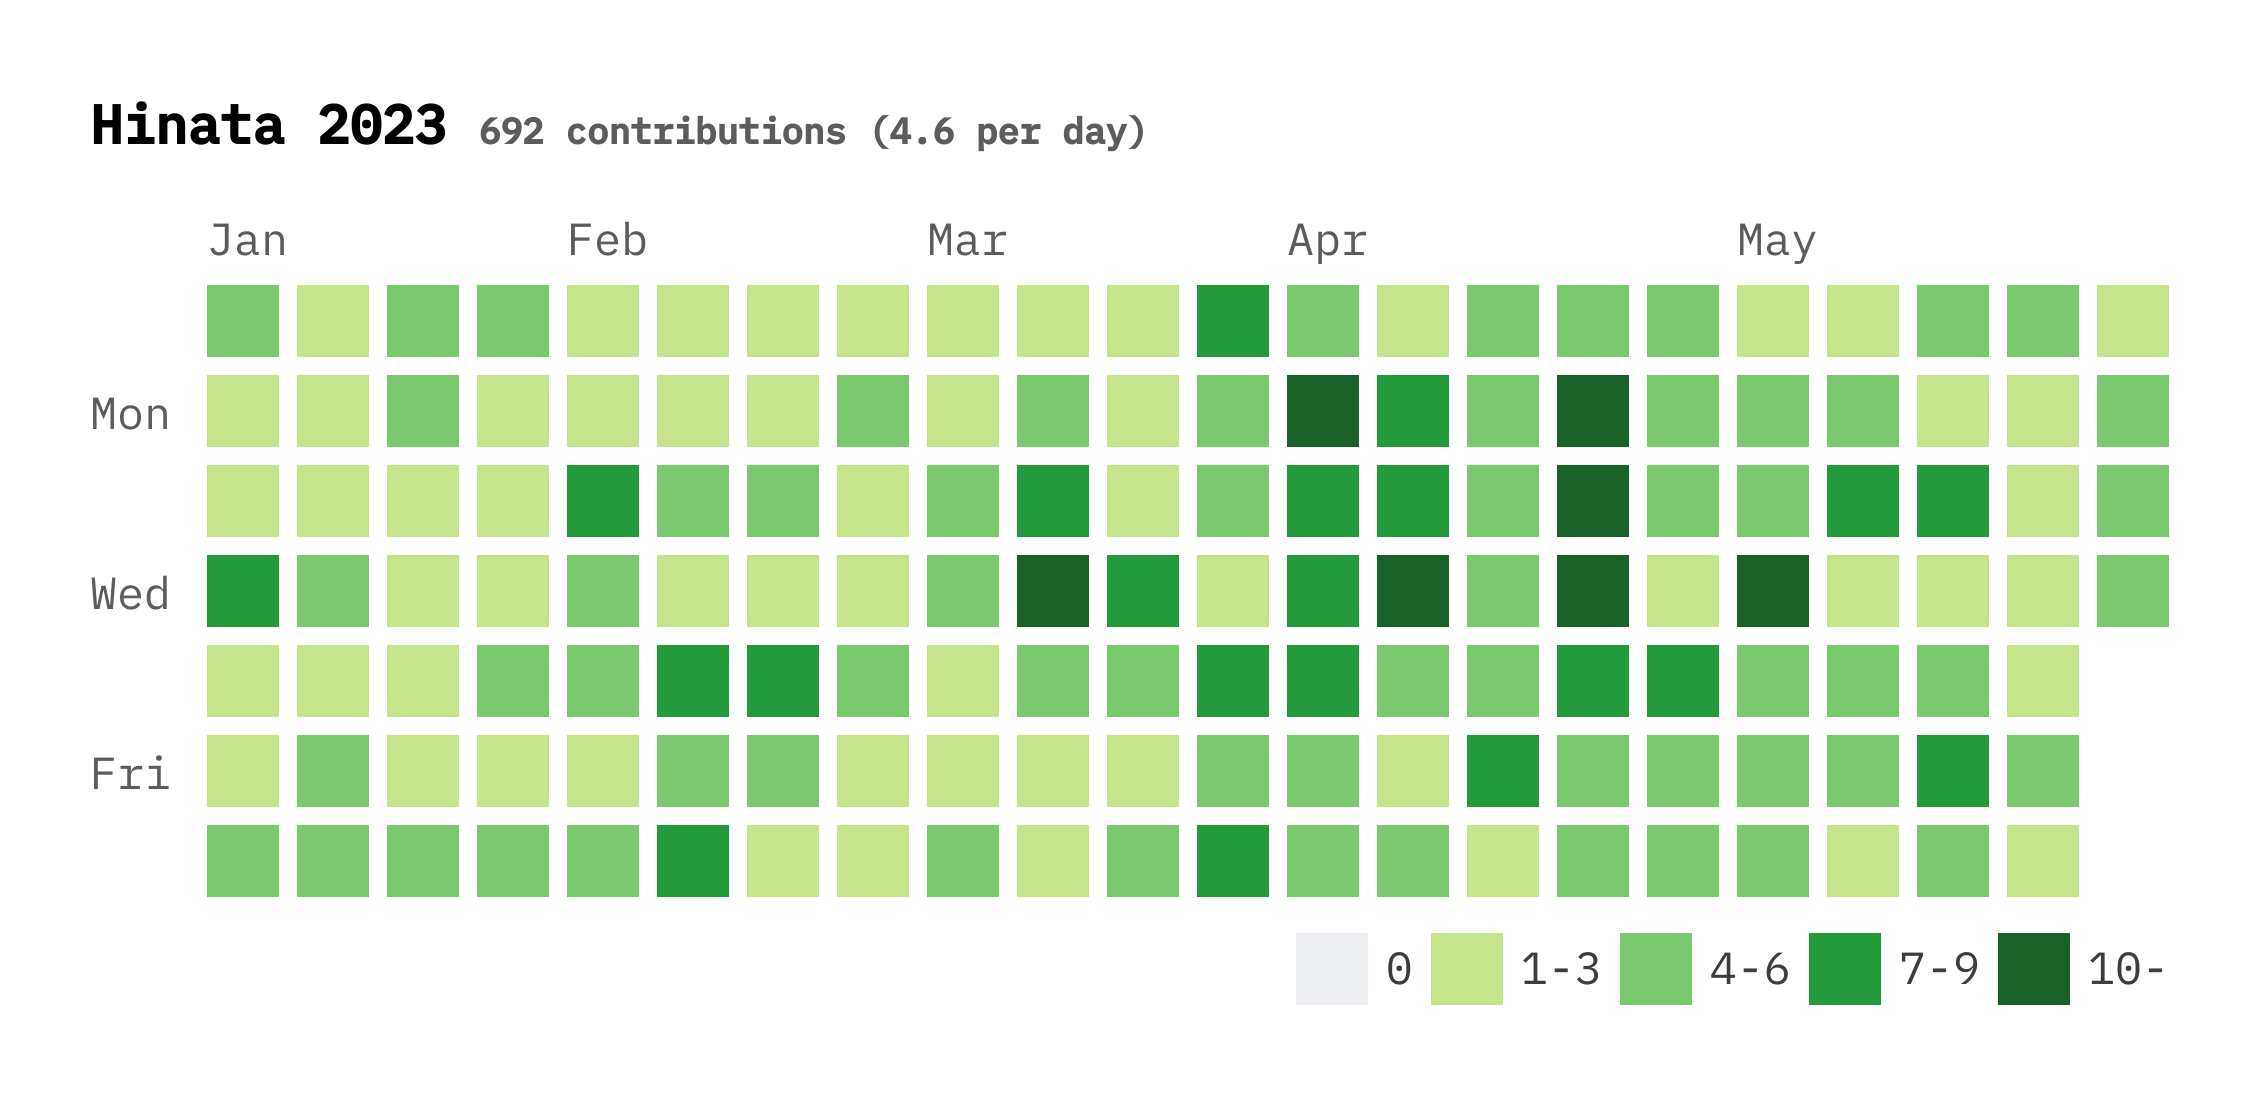 Hinata 2023 692 contributions (4.6 per day)
Jan Feb Mar Apr May
Mon
Wed
Fri
0 1-3 4-6 7-9 10-